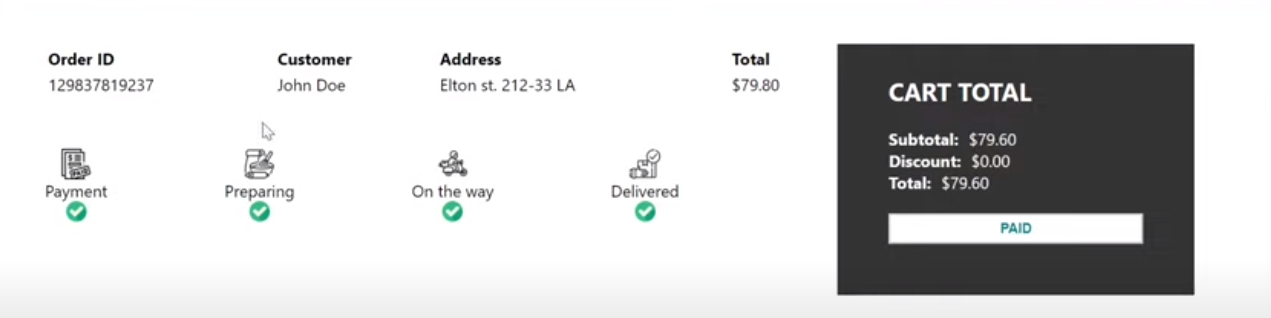 Order ID Customer Address Total
129837819237 John Doe Elton st. 212-33 LA $79.80
Payment Preparing On the way Delivered
CART TOTAL
Subtotal: $79.60
Discount: $0.00
Total: $79.60
PAID